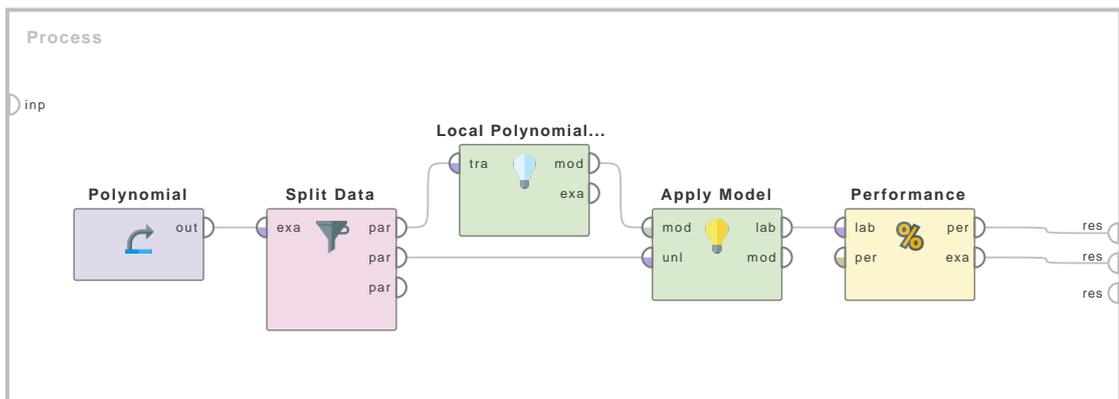 Process
inp
Local Polynomial...
tra mod
exa
Polynomial
out
Split Data
exa par
par
par
Apply Model
mod lab
unl mod
Performance
lab per
per exa
res
res
res